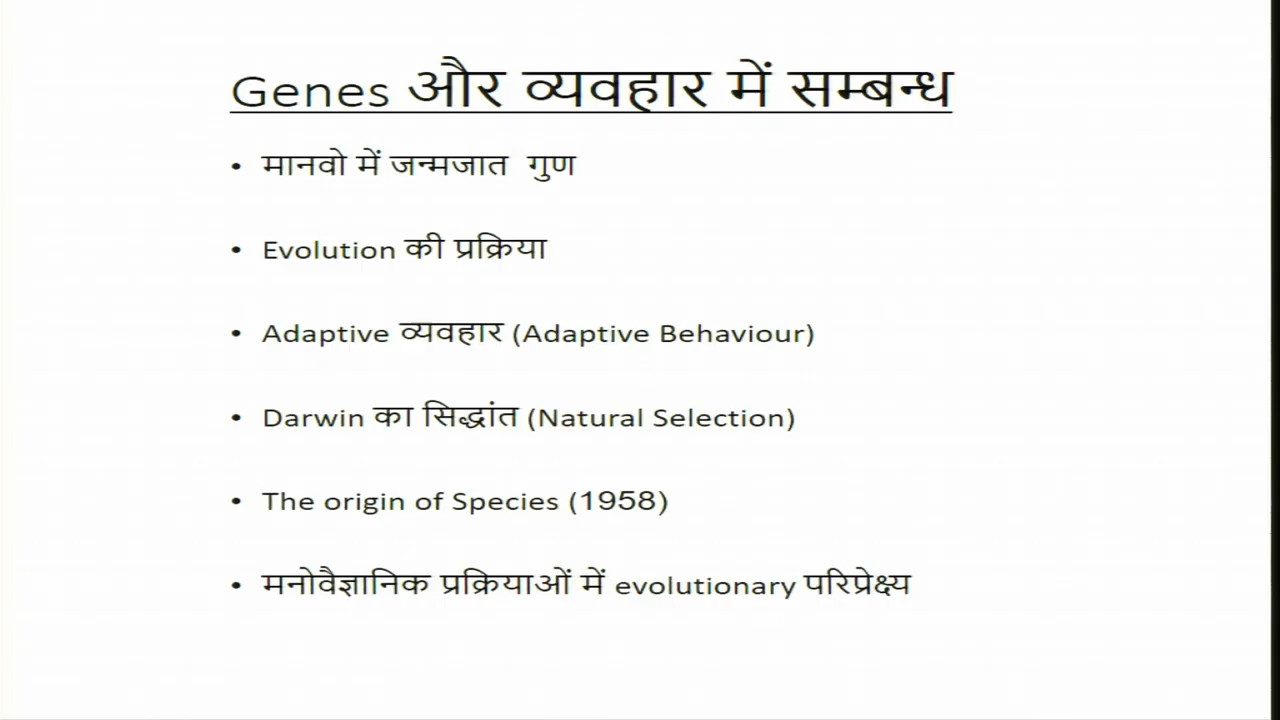 Genes और व्यवहार में सम्बन्ध
• मानवो में जन्मजात गुण
• Evolution की प्रक्रिया
• Adaptive व्यवहार (Adaptive Behaviour)
• Darwin का सिद्धांत (Natural Selection)
• The origin of Species (1958)
• मनोवैज्ञानिक प्रक्रियाओं में evolutionary परिप्रेक्ष्य